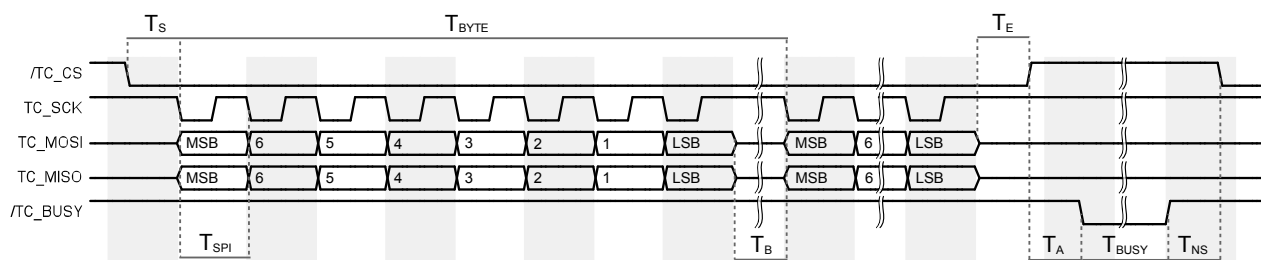 TS TBYTE TE
/TC_CS
TC_SCK
TC_MOSI MSB 6 5 4 3 2 1 LSB MSB 6 LSB
TC_MISO MSB 6 5 4 3 2 1 LSB MSB 6 LSB
/TC_BUSY
TSPI TB TA TBUSY TNS